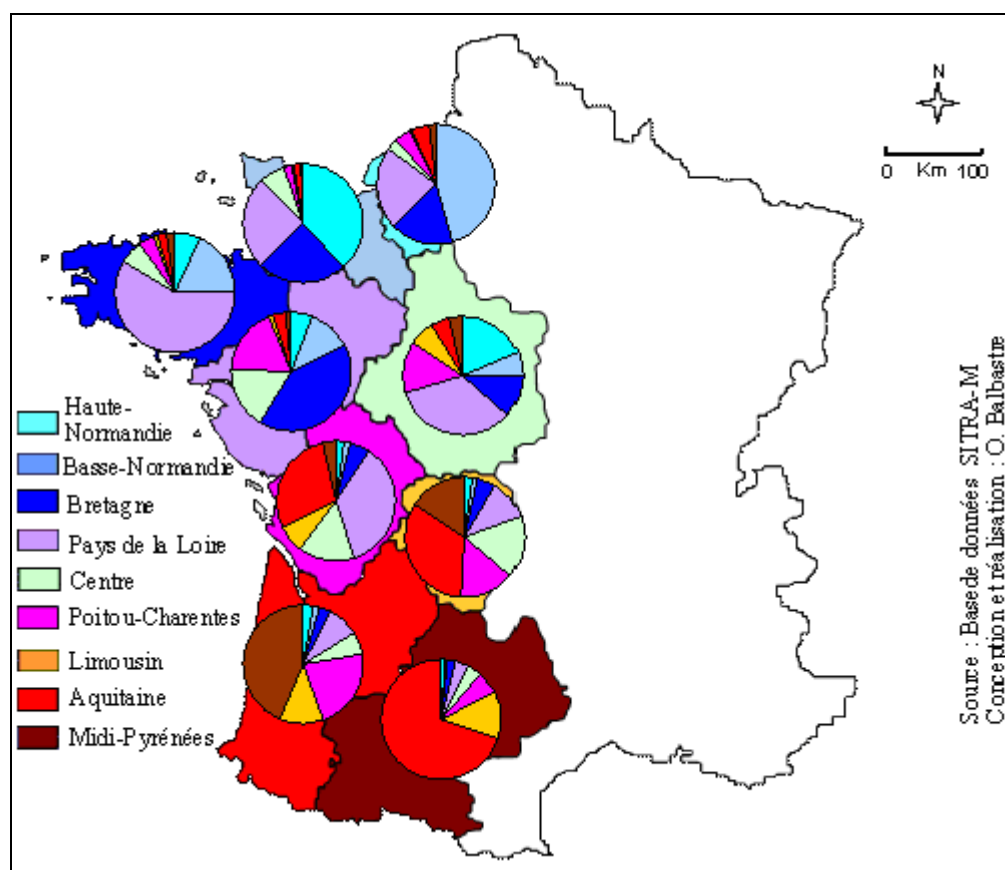 N
0 Km 100
Haute-
Normandie
Basse-Normandie
Bretagne
Pays de la Loire
Centre
Poitou-Charentes
Limousin
Aquitaine
Midi-Pyrénées
Source : Base de données SITRA-M
Conception et réalisation : O. Balbastre